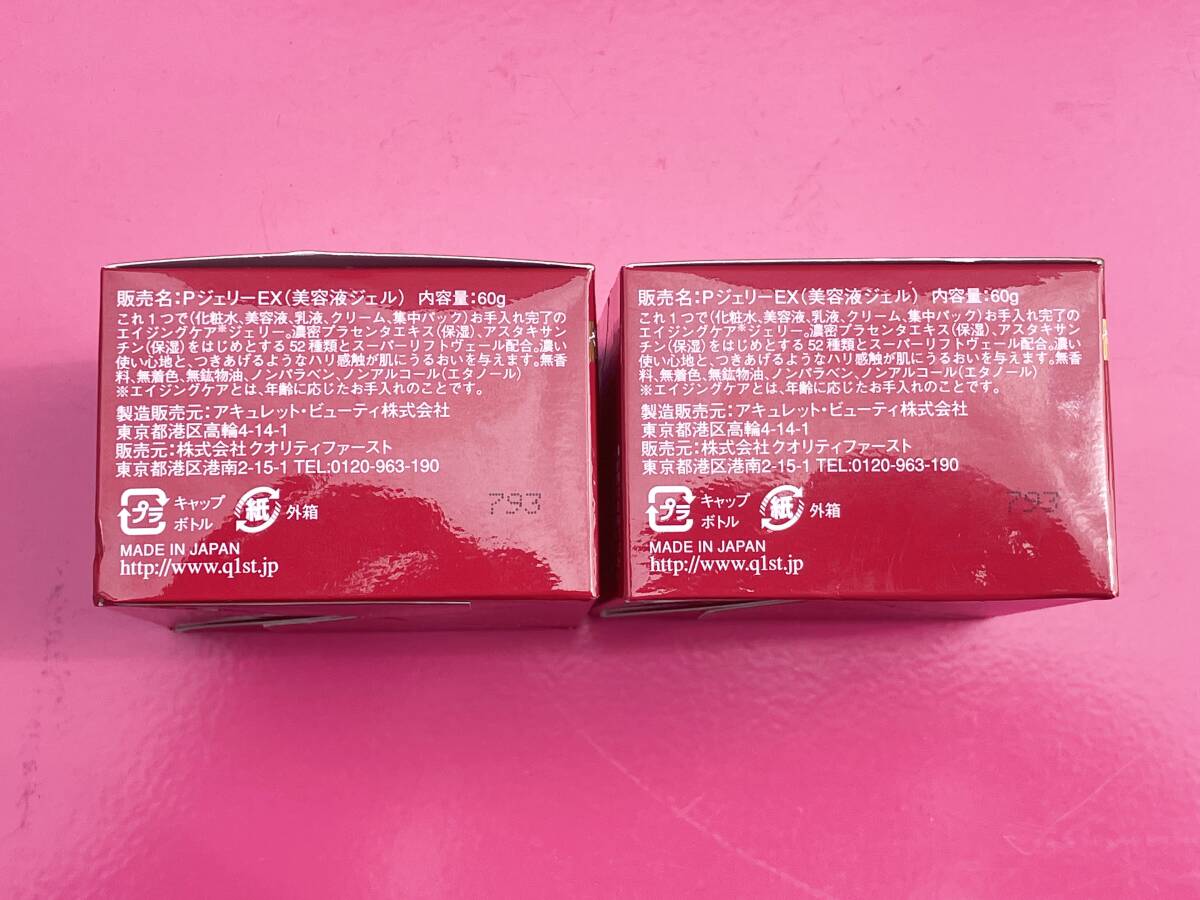 販売名:PジェリーEX(美容液ジェル) 内容量:60g
これ1つで(化粧水、美容液、乳液、クリーム、集中パック)お手入れ完了の
エイジングケア※ジェリー。濃密プラセンタエキス(保湿)、アスタキサン
チン(保湿)をはじめとする52種類とスーパーリフトヴェール配合。濃い
使い心地と、つきあげるようなハリ感触が肌にうるおいを与えます。無香
料、無着色、無鉱物油、ノンパラベン、ノンアルコール(エタノール)
※エイジングケアとは、年齢に応じたお手入れのことです。
製造販売元:アキュレット・ビューティ株式会社
東京都港区高輪4-14-1
販売元:株式会社クオリティファースト
東京都港区港南2-15-1 TEL:0120-963-190
プラ キャップ
ボトル
紙 外箱
793
MADE IN JAPAN
http://www.q1st.jp
販売名:PジェリーEX(美容液ジェル) 内容量:60g
これ1つで(化粧水、美容液、乳液、クリーム、集中パック)お手入れ完了の
エイジングケア※ジェリー。濃密プラセンタエキス(保湿)、アスタキサン
チン(保湿)をはじめとする52種類とスーパーリフトヴェール配合。濃い
使い心地と、つきあげるようなハリ感触が肌にうるおいを与えます。無香
料、無着色、無鉱物油、ノンパラベン、ノンアルコール(エタノール)
※エイジングケアとは、年齢に応じたお手入れのことです。
製造販売元:アキュレット・ビューティ株式会社
東京都港区高輪4-14-1
販売元:株式会社クオリティファースト
東京都港区港南2-15-1 TEL:0120-963-190
プラ キャップ
ボトル
紙 外箱
793
MADE IN JAPAN
http://www.q1st.jp